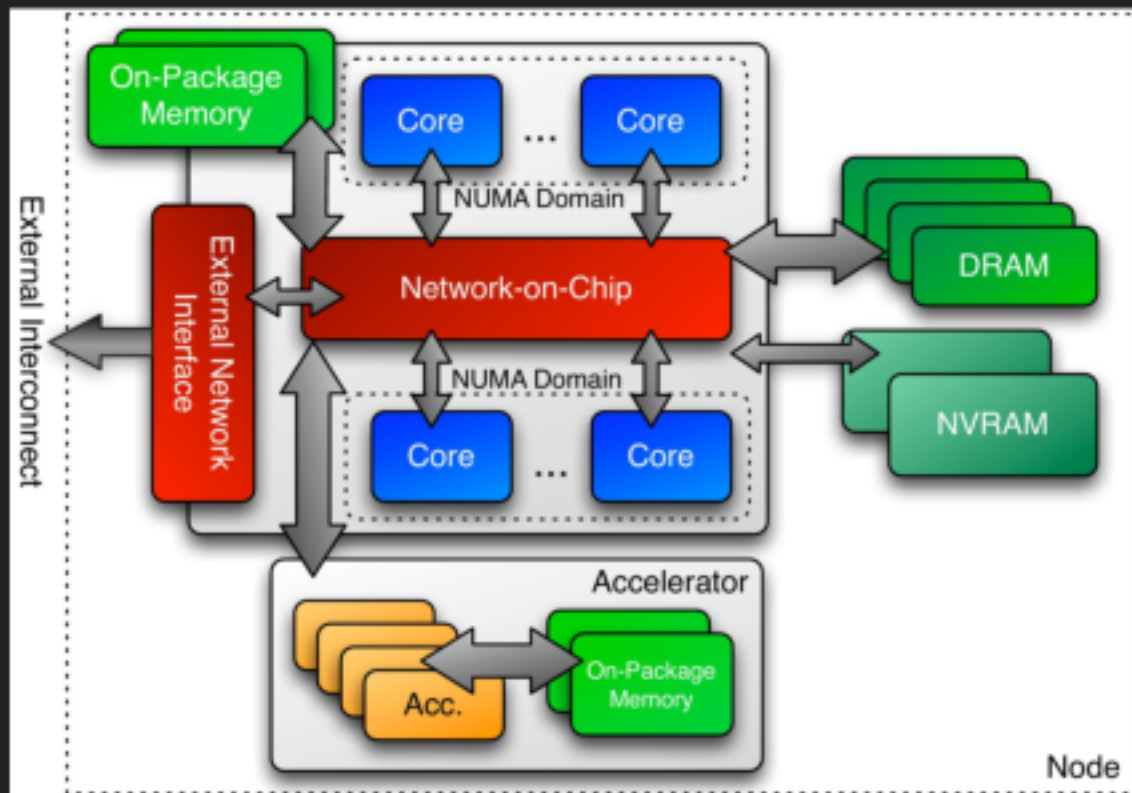 On-Package
Memory
Core
...
Core
NUMA Domain
External Interconnect
External Network
Interface
Network-on-Chip
DRAM
NUMA Domain
NVRAM
Core
...
Core
Accelerator
Acc.
On-Package
Memory
Node